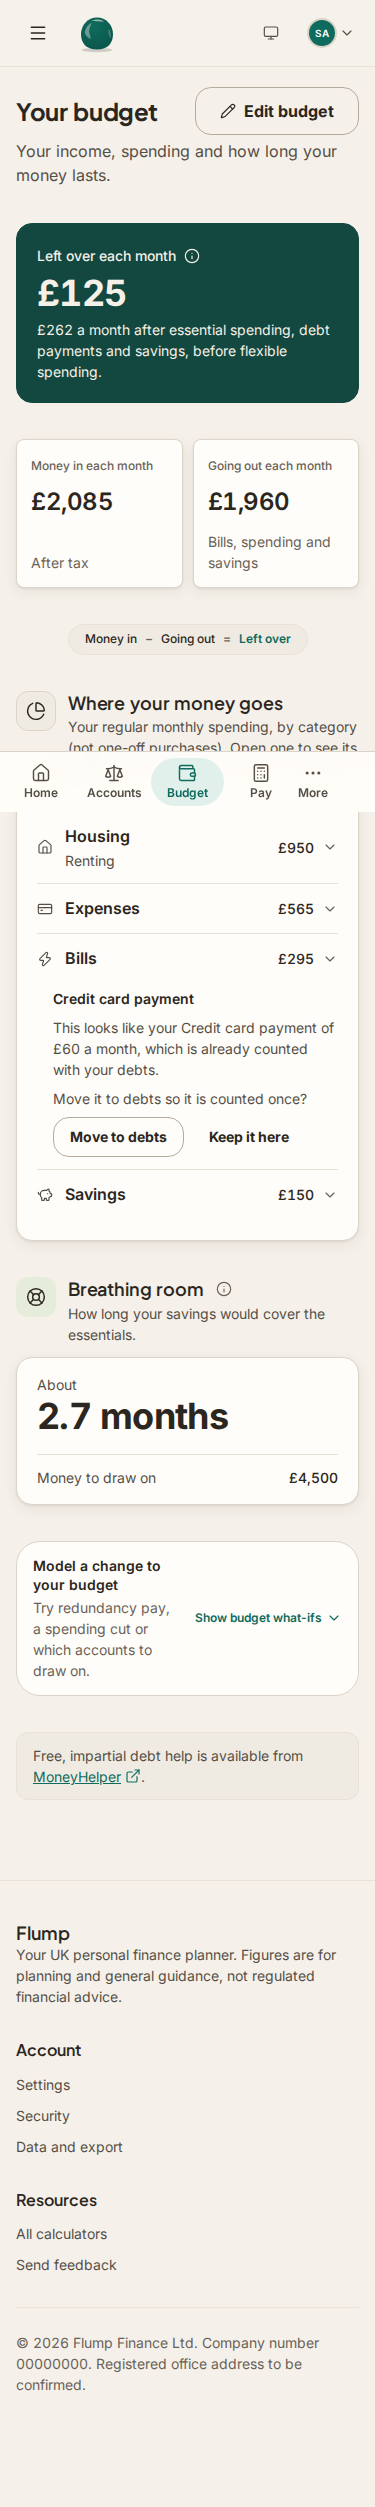 SA
Your budget
Edit budget
Your income, spending and how long your
money lasts.
Left over each month
£125
£262 a month after essential spending, debt
payments and savings, before flexible
spending.
Money in each month
£2,085
After tax
Going out each month
£1,960
Bills, spending and
savings
Money in − Going out = Left over
Where your money goes
Your regular monthly spending, by category
(not one-off purchases). Open one to see its
Home
Accounts
Budget
Pay
More
Housing
Renting
£950
Expenses
£565
Bills
£295
Credit card payment
This looks like your Credit card payment of
£60 a month, which is already counted
with your debts.
Move it to debts so it is counted once?
Move to debts
Keep it here
Savings
£150
Breathing room
How long your savings would cover the
essentials.
About
2.7 months
Money to draw on
£4,500
Model a change to
your budget
Try redundancy pay,
a spending cut or
which accounts to
draw on.
Show budget what-ifs
Free, impartial debt help is available from
MoneyHelper .
Flump
Your UK personal finance planner. Figures are for
planning and general guidance, not regulated
financial advice.
Account
Settings
Security
Data and export
Resources
All calculators
Send feedback
© 2026 Flump Finance Ltd. Company number
00000000. Registered office address to be
confirmed.